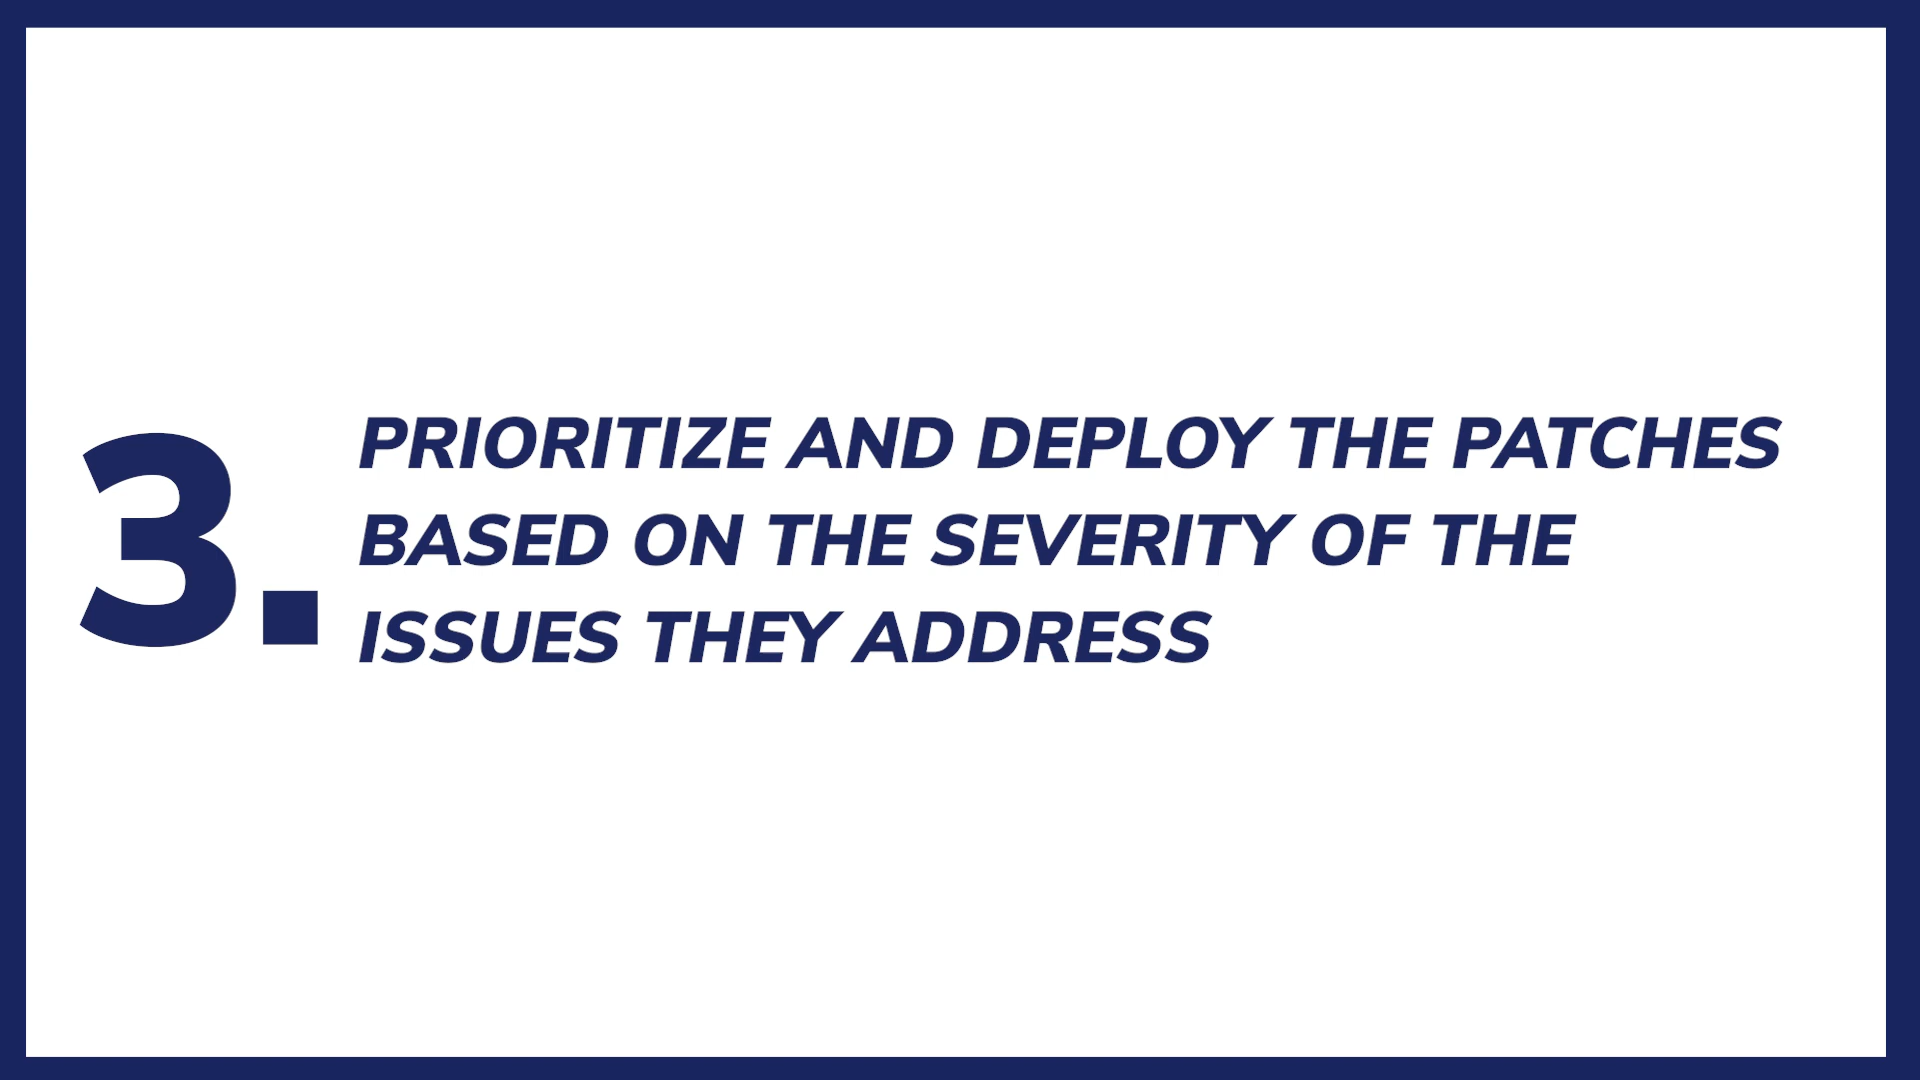 3.
PRIORITIZE AND DEPLOY THE PATCHES
BASED ON THE SEVERITY OF THE
ISSUES THEY ADDRESS